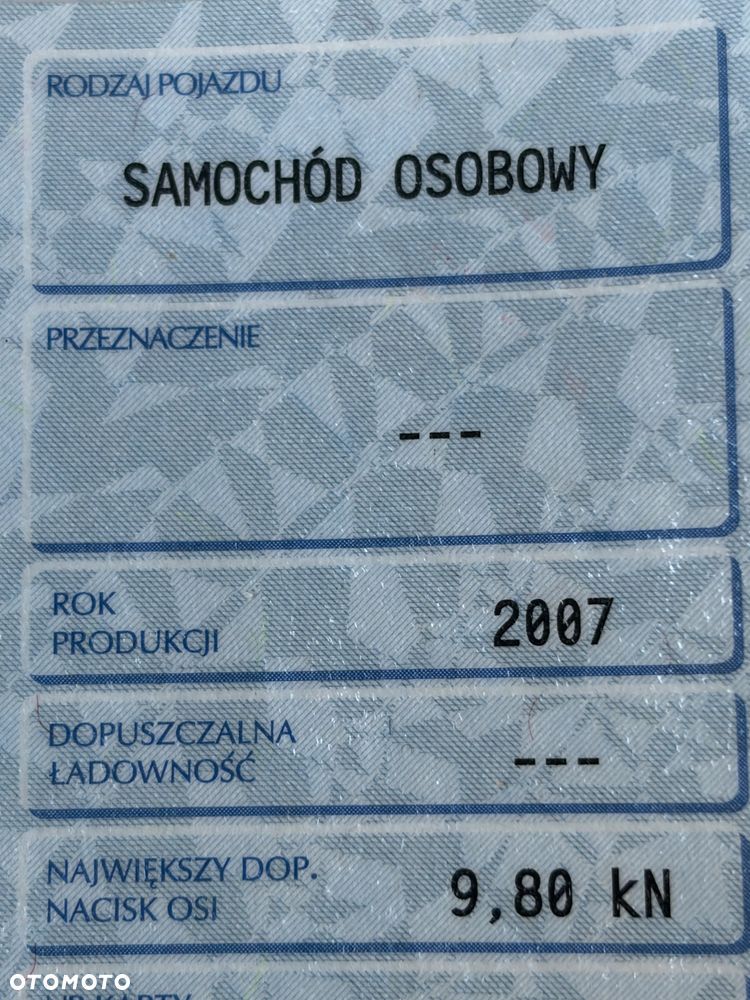 RODZAJ POJAZDU
SAMOCHÓD OSOBOWY
PRZEZNACZENIE
---
ROK
PRODUKCJI
2007
DOPUSZCZALNA
ŁADOWNOŚĆ
---
NAJWIĘKSZY DOP.
NACISK OSI
9,80 kN
OTOMOTO